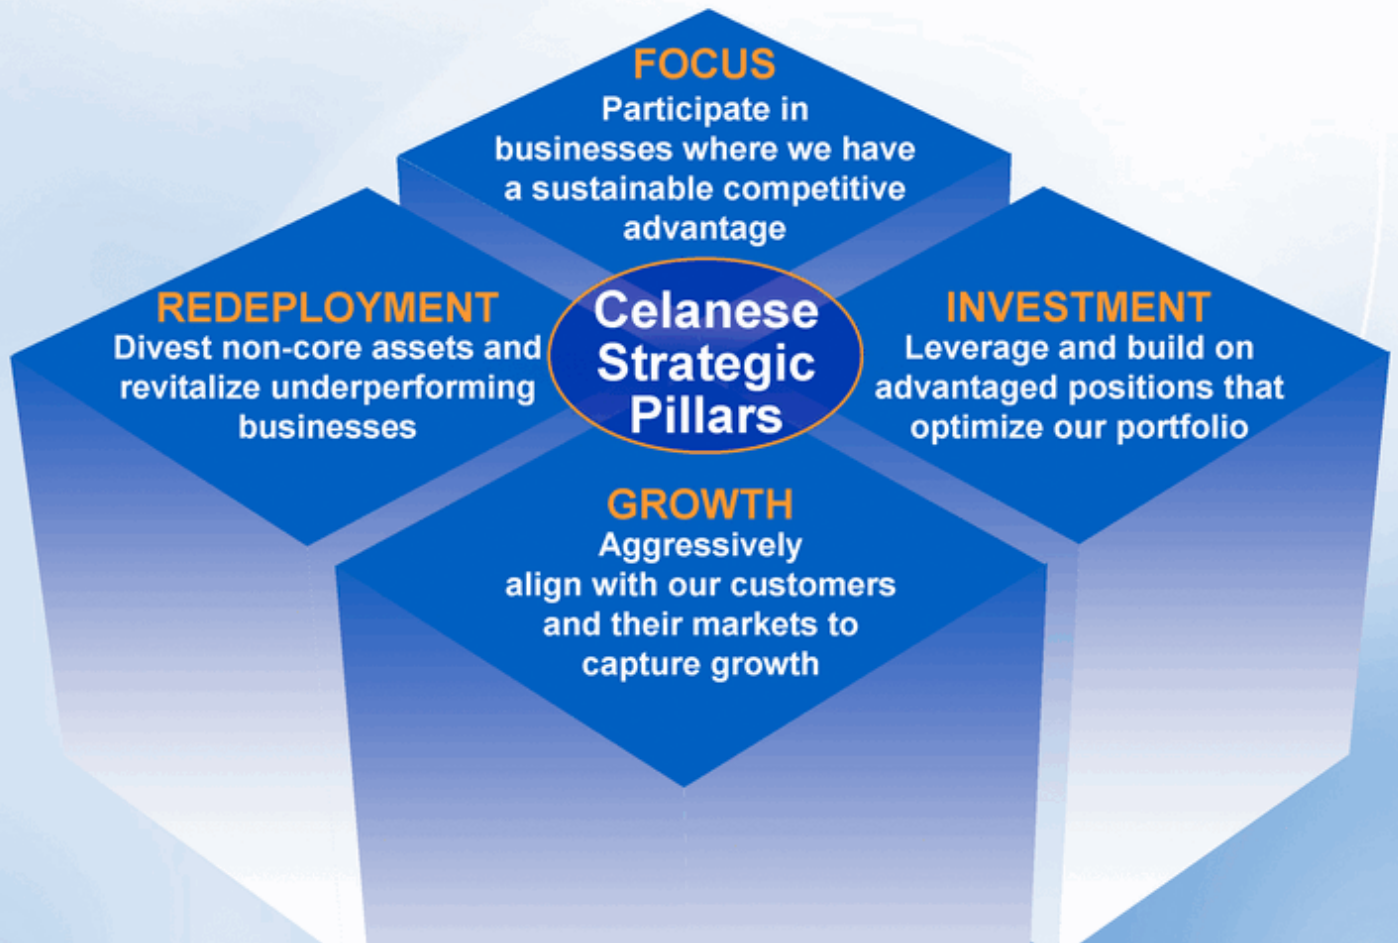 FOCUS
Participate in
businesses where we have
a sustainable competitive
advantage
REDEPLOYMENT
Divest non-core assets and
revitalize underperforming
businesses
Celanese
Strategic
Pillars
INVESTMENT
Leverage and build on
advantaged positions that
optimize our portfolio
GROWTH
Aggressively
align with our customers
and their markets to
capture growth